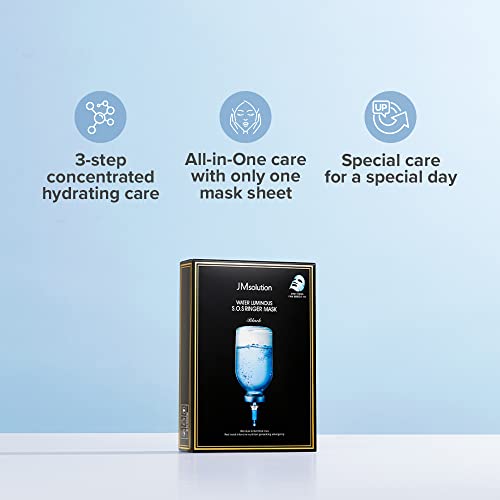 UP
3-step
concentrated
hydrating care
All-in-One care
with only one
mask sheet
Special care
for a special day
JMsolution
WATER LUMINOUS
S.O.S RINGER MASK
Black